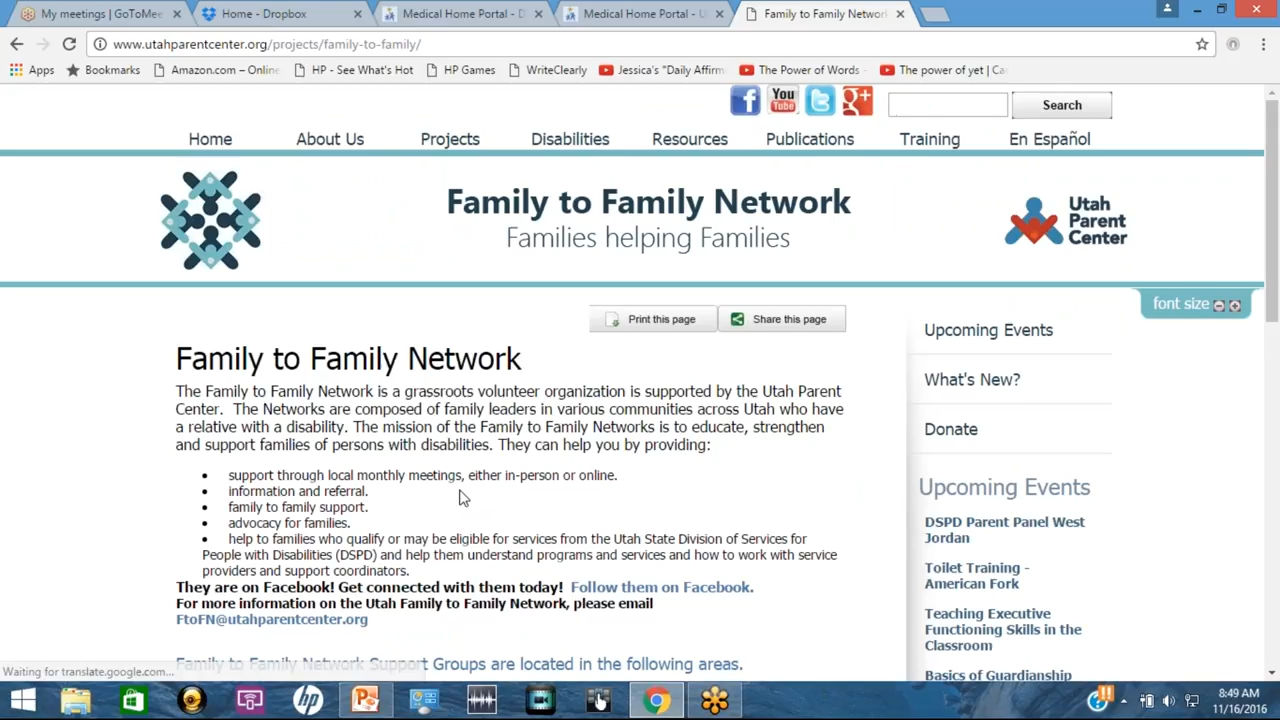 My meetings | GoToMee
Home - Dropbox
Medical Home Portal - D
Medical Home Portal - U
Family to Family Network
www.utahparentcenter.org/projects/family-to-family/
Apps
Bookmarks
Amazon.com – Online
HP - See What's Hot
HP Games
WriteClearly
Jessica's "Daily Affirm
The Power of Words -
The power of yet | C
Search
Home
About Us
Projects
Disabilities
Resources
Publications
Training
En Español
Family to Family Network
Families helping Families
Utah
Parent
Center
font size
Print this page
Share this page
Family to Family Network
The Family to Family Network is a grassroots volunteer organization is supported by the Utah Parent
Center. The Networks are composed of family leaders in various communities across Utah who have
a relative with a disability. The mission of the Family to Family Networks is to educate, strengthen
and support families of persons with disabilities. They can help you by providing:
• support through local monthly meetings, either in-person or online.
• information and referral.
• family to family support.
• advocacy for families.
• help to families who qualify or may be eligible for services from the Utah State Division of Services for
People with Disabilities (DSPD) and help them understand programs and services and how to work with service
providers and support coordinators.
They are on Facebook! Get connected with them today! Follow them on Facebook.
For more information on the Utah Family to Family Network, please email
FtoFN@utahparentcenter.org
Family to Family Network Support Groups are located in the following areas.
Upcoming Events
What's New?
Donate
Upcoming Events
DSPD Parent Panel West
Jordan
Toilet Training -
American Fork
Teaching Executive
Functioning Skills in the
Classroom
Basics of Guardianship
Waiting for translate.google.com...
8:49 AM
11/16/2016